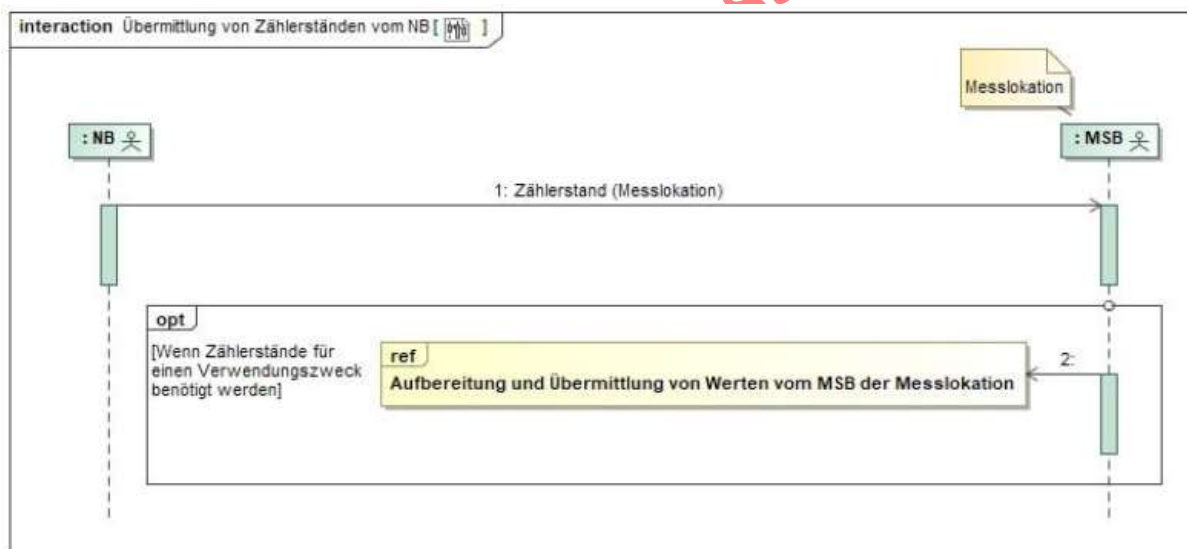 interaction Übermittlung von Zählerständen vom NB [ ]
Messlokation
: NB
: MSB
1: Zählerstand (Messlokation)
opt
[Wenn Zählerstände für
einen Verwendungszweck
benötigt werden]
ref
2:
Aufbereitung und Übermittlung von Werten vom MSB der Messlokation